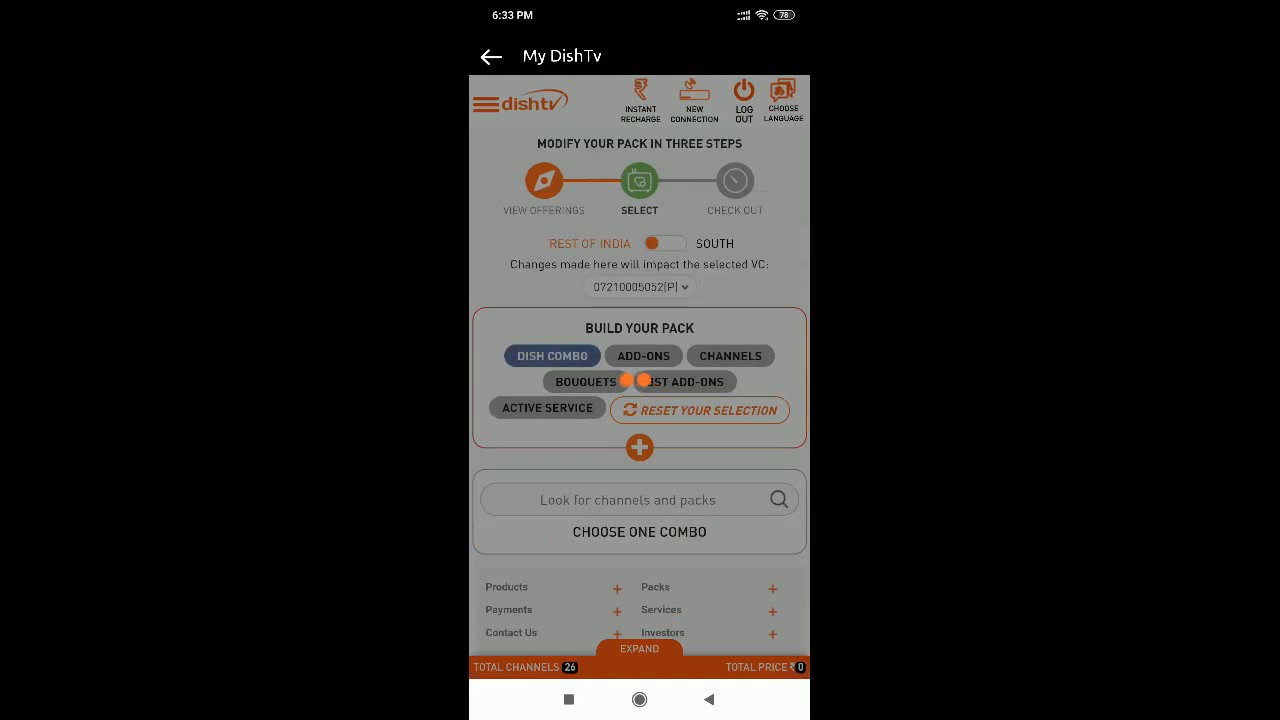 6:33 PM
78
My DishTv
dishtv
INSTANT RECHARGE
NEW CONNECTION
LOG OUT
CHOOSE LANGUAGE
MODIFY YOUR PACK IN THREE STEPS
VIEW OFFERINGS SELECT CHECK OUT
REST OF INDIA SOUTH
Changes made here will impact the selected VC:
07210005052(P)
BUILD YOUR PACK
DISH COMBO ADD-ONS CHANNELS
BOUQUETS ADD-ONS
ACTIVE SERVICE RESET YOUR SELECTION
Look for channels and packs
CHOOSE ONE COMBO
Products + Packs +
Payments + Services +
Contact Us + Investors +
EXPAND
TOTAL CHANNELS 26 TOTAL PRICE ₹ 0